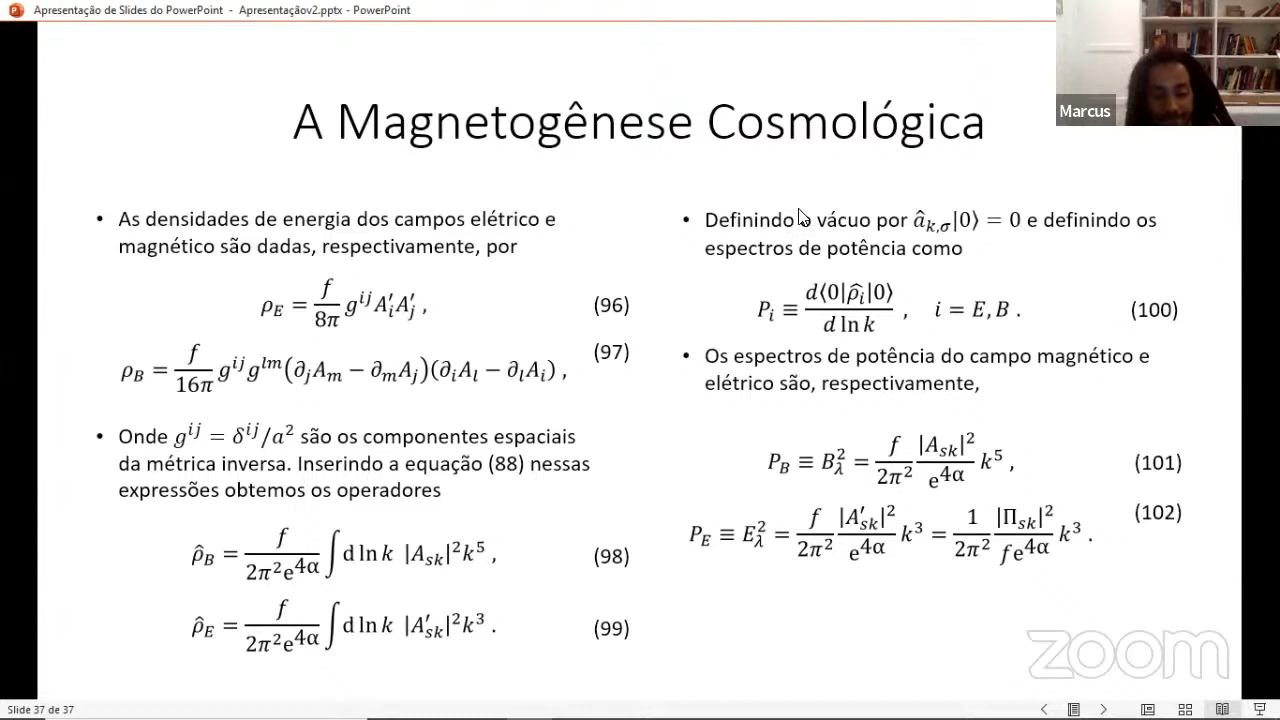 Apresentação de Slides do PowerPoint - Apresentaçãov2.pptx - PowerPoint
Marcus
A Magnetogênese Cosmológica
• As densidades de energia dos campos elétrico e
magnético são dadas, respectivamente, por
ρ_E = f/8π g^{ij} A′_i A′_j , (96)
ρ_B = f/16π g^{ij} g^{lm} (∂_j A_m − ∂_m A_j)(∂_i A_l − ∂_l A_i) , (97)
• Onde g^{ij} = δ^{ij}/a² são os componentes espaciais
da métrica inversa. Inserindo a equação (88) nessas
expressões obtemos os operadores
ρ̂_B = f/2π²e^{4α} ∫ d ln k |A_{sk}|² k⁵ , (98)
ρ̂_E = f/2π²e^{4α} ∫ d ln k |A′_{sk}|² k³ . (99)
• Definindo o vácuo por â_{k,σ}|0⟩ = 0 e definindo os
espectros de potência como
P_i ≡ d⟨0|ρ̂_i|0⟩/d ln k , i = E, B . (100)
• Os espectros de potência do campo magnético e
elétrico são, respectivamente,
P_B ≡ B_λ² = f/2π² |A_{sk}|²/e^{4α} k⁵ , (101)
P_E ≡ E_λ² = f/2π² |A′_{sk}|²/e^{4α} k³ = 1/2π² |Π_{sk}|²/fe^{4α} k³ . (102)
zoom
Slide 37 de 37